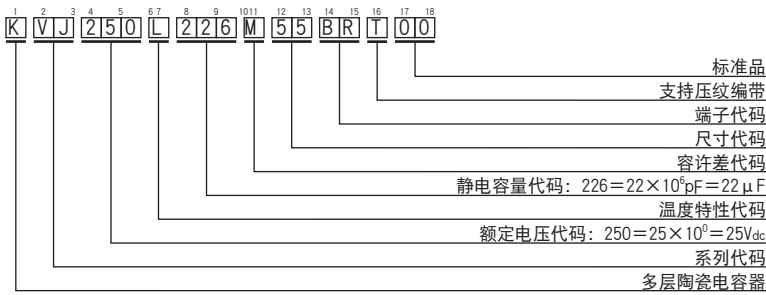 1 2 3 4 5 6 7 8 9 10 11 12 13 14 15 16 17 18
K V J 2 5 0 L 2 2 6 M 5 5 B R T 0 0
标准品
支持压纹编带
端子代码
尺寸代码
容许差代码
静电容量代码：226＝22×10⁶pF＝22μF
温度特性代码
额定电压代码：250＝25×10⁰＝25Vdc
系列代码
多层陶瓷电容器